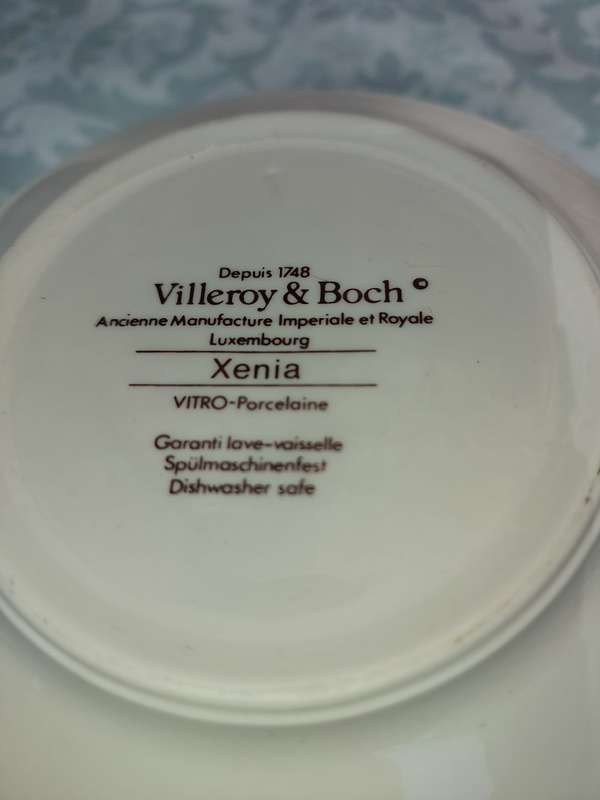 Depuis 1748
Villeroy & Boch ©
Ancienne Manufacture Imperiale et Royale
Luxembourg
Xenia
VITRO-Porcelaine
Garanti lave-vaisselle
Spülmaschinenfest
Dishwasher safe